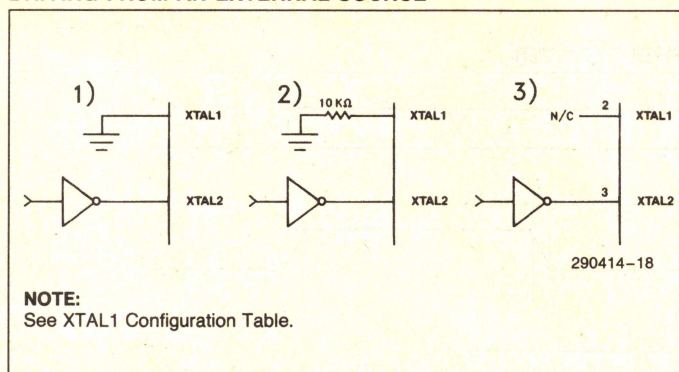 1)
XTAL1
XTAL2
2)
10 KΩ
XTAL1
XTAL2
3)
N/C
2
XTAL1
3
XTAL2
290414–18
NOTE:
See XTAL1 Configuration Table.